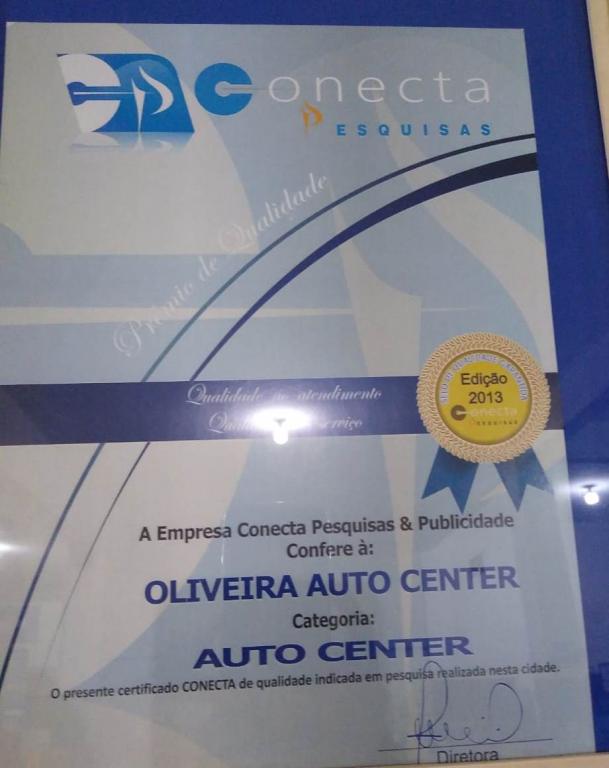 Conecta
PESQUISAS
Prêmio de Qualidade
Qualidade no atendimento
serviço
Edição
2013
Conecta
PESQUISAS
A Empresa Conecta Pesquisas & Publicidade
Confere à:
OLIVEIRA AUTO CENTER
Categoria:
AUTO CENTER
O presente certificado CONECTA de qualidade indicada em pesquisa realizada nesta cidade.
Diretora